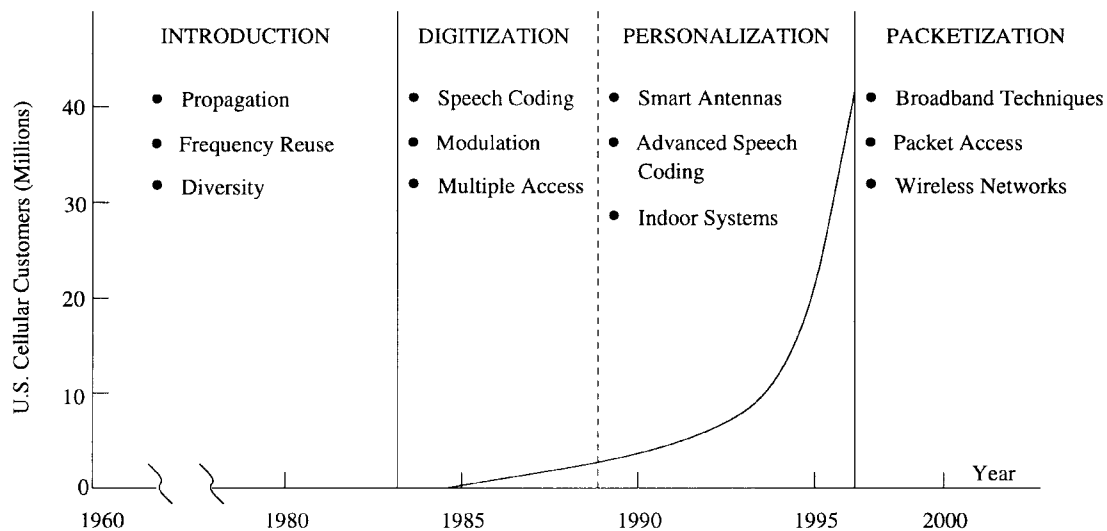 INTRODUCTION
DIGITIZATION
PERSONALIZATION
PACKETIZATION
Propagation
Frequency Reuse
Diversity
Speech Coding
Modulation
Multiple Access
Smart Antennas
Advanced Speech
Coding
Indoor Systems
Broadband Techniques
Packet Access
Wireless Networks
U.S. Cellular Customers (Millions)
40
30
20
10
0
Year
1960
1980
1985
1990
1995
2000